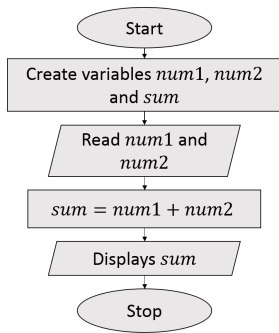 Start
Create variables num1, num2
and sum
Read num1 and
num2
sum = num1 + num2
Displays sum
Stop